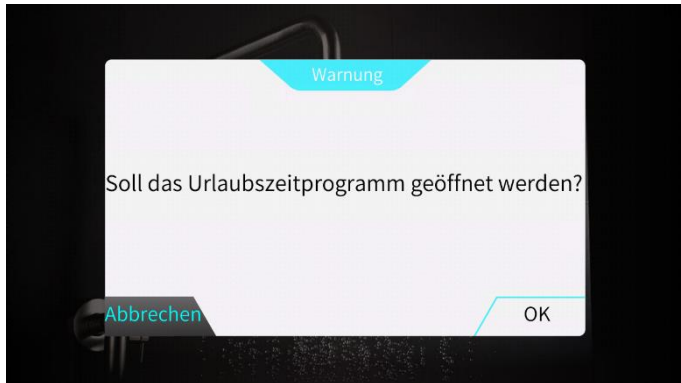 Warnung
Soll das Urlaubszeitprogramm geöffnet werden?
Abbrechen
OK